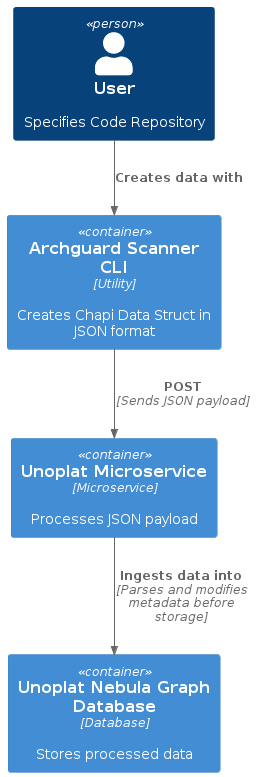 «person»
User
Specifies Code Repository
Creates data with
«container»
Archguard Scanner
CLI
[Utility]
Creates Chapi Data Struct in
JSON format
POST
[Sends JSON payload]
«container»
Unoplat Microservice
[Microservice]
Processes JSON payload
Ingests data into
[Parses and modifies
metadata before
storage]
«container»
Unoplat Nebula Graph
Database
[Database]
Stores processed data